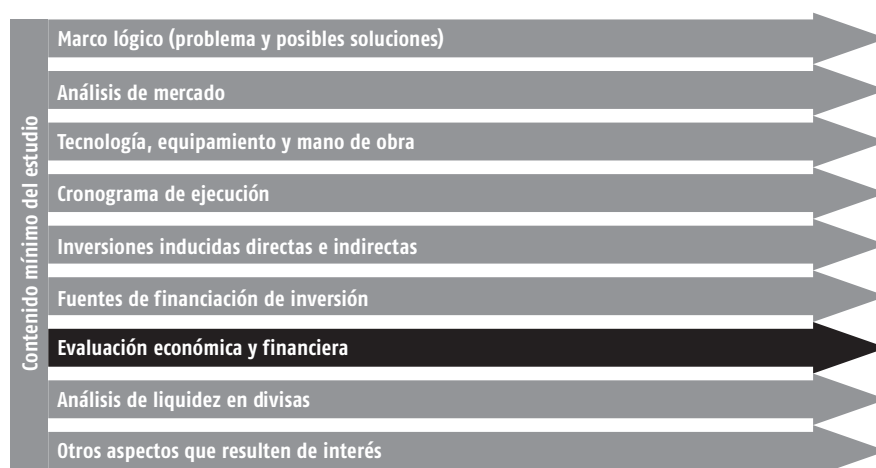 Contenido mínimo del estudio
Marco lógico (problema y posibles soluciones)
Análisis de mercado
Tecnología, equipamiento y mano de obra
Cronograma de ejecución
Inversiones inducidas directas e indirectas
Fuentes de financiación de inversión
Evaluación económica y financiera
Análisis de liquidez en divisas
Otros aspectos que resulten de interés